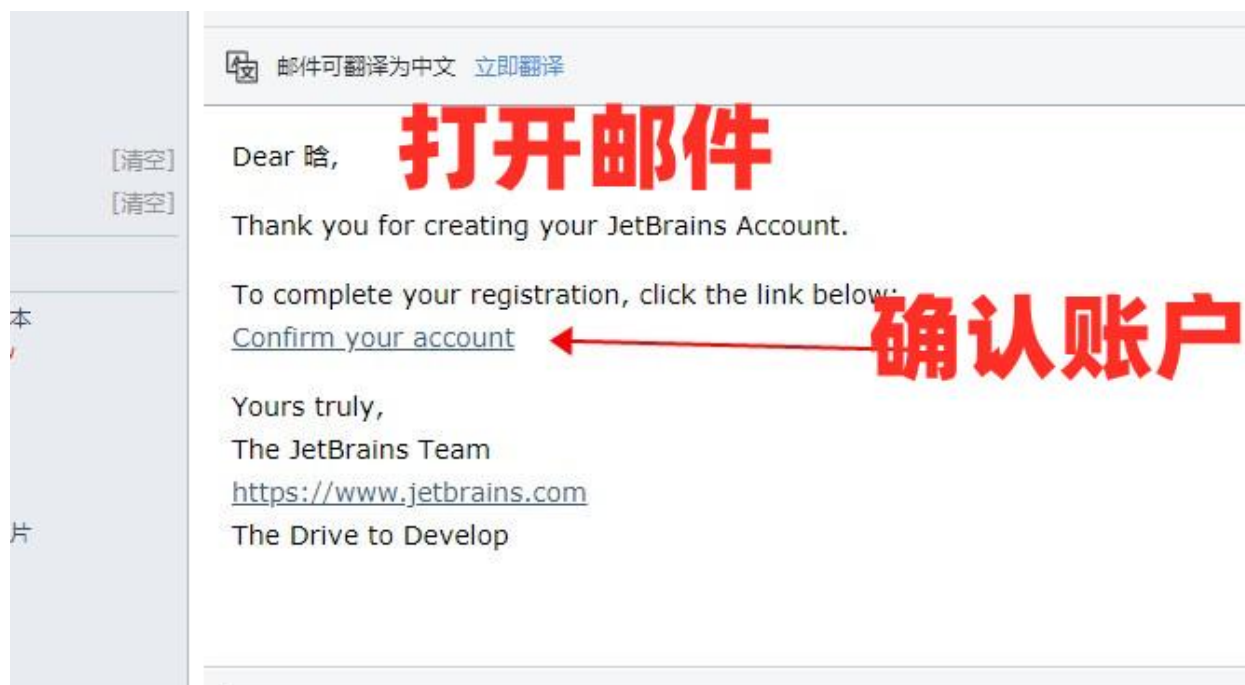 邮件可翻译为中文 立即翻译
打开邮件
[清空]
Dear 晗,
[清空]
Thank you for creating your JetBrains Account.
To complete your registration, click the link below:
本
Confirm your account
确认账户
Yours truly,
The JetBrains Team
https://www.jetbrains.com
片
The Drive to Develop